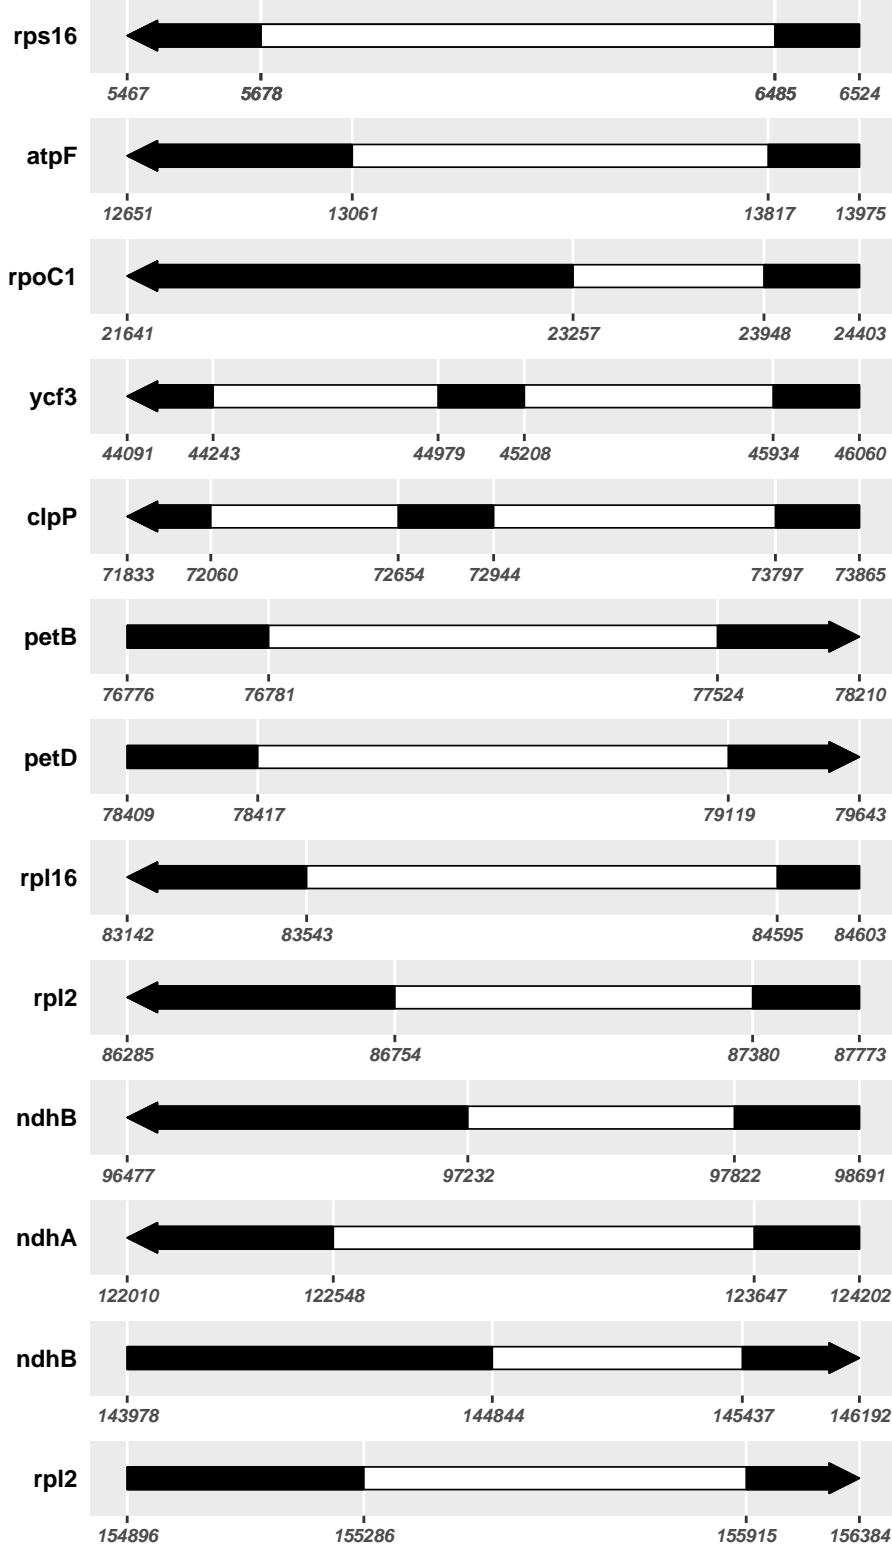 rps16
5467 5678 6485 6524
atpF
12651 13061 13817 13975
rpoC1
21641 23257 23948 24403
ycf3
44091 44243 44979 45208 45934 46060
clpP
71833 72060 72654 72944 73797 73865
petB
76776 76781 77524 78210
petD
78409 78417 79119 79643
rpl16
83142 83543 84595 84603
rpl2
86285 86754 87380 87773
ndhB
96477 97232 97822 98691
ndhA
122010 122548 123647 124202
ndhB
143978 144844 145437 146192
rpl2
154896 155286 155915 156384